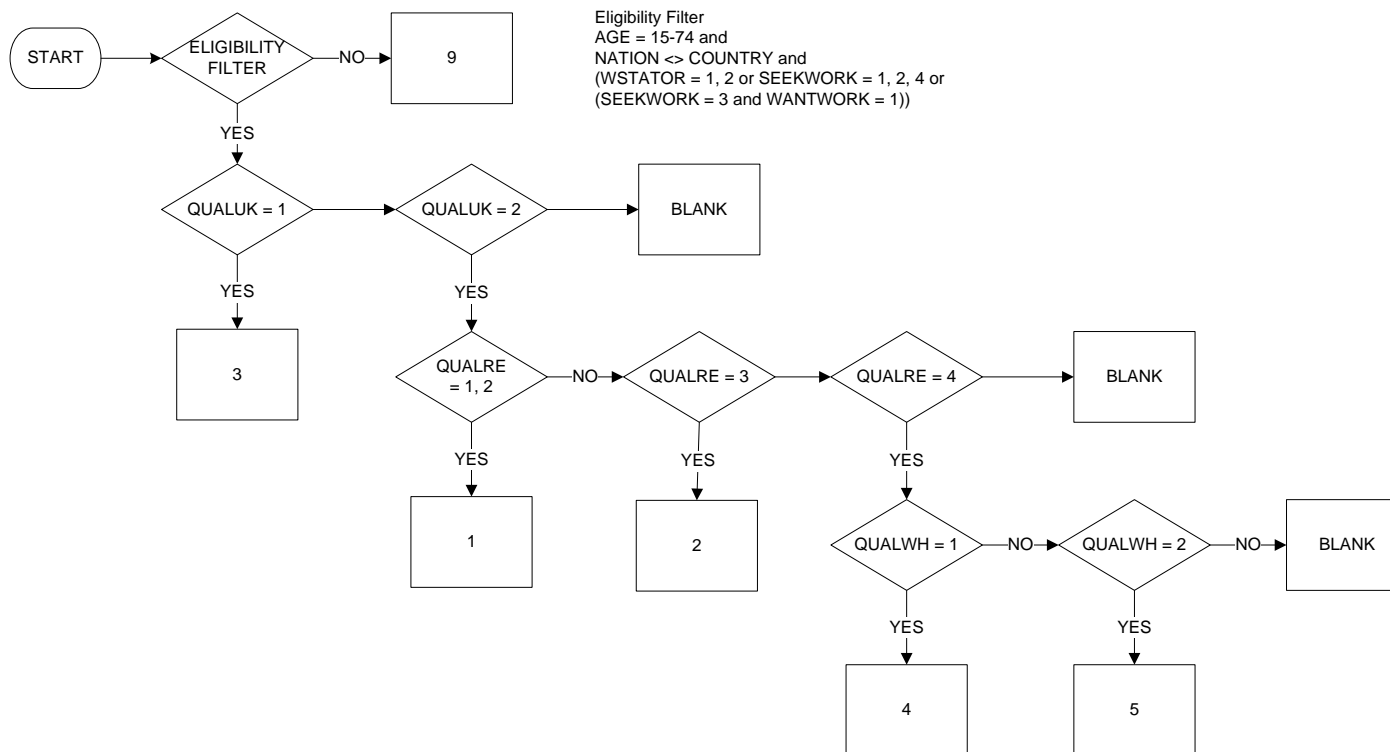 START
ELIGIBILITY
FILTER
NO
9
Eligibility Filter
AGE = 15-74 and
NATION <> COUNTRY and
(WSTATOR = 1, 2 or SEEKWORK = 1, 2, 4 or
(SEEKWORK = 3 and WANTWORK = 1))
YES
QUALUK = 1
QUALUK = 2
BLANK
YES
YES
3
QUALRE
= 1, 2
NO
QUALRE = 3
QUALRE = 4
BLANK
YES
YES
YES
1
2
QUALWH = 1
NO
QUALWH = 2
NO
BLANK
YES
YES
4
5